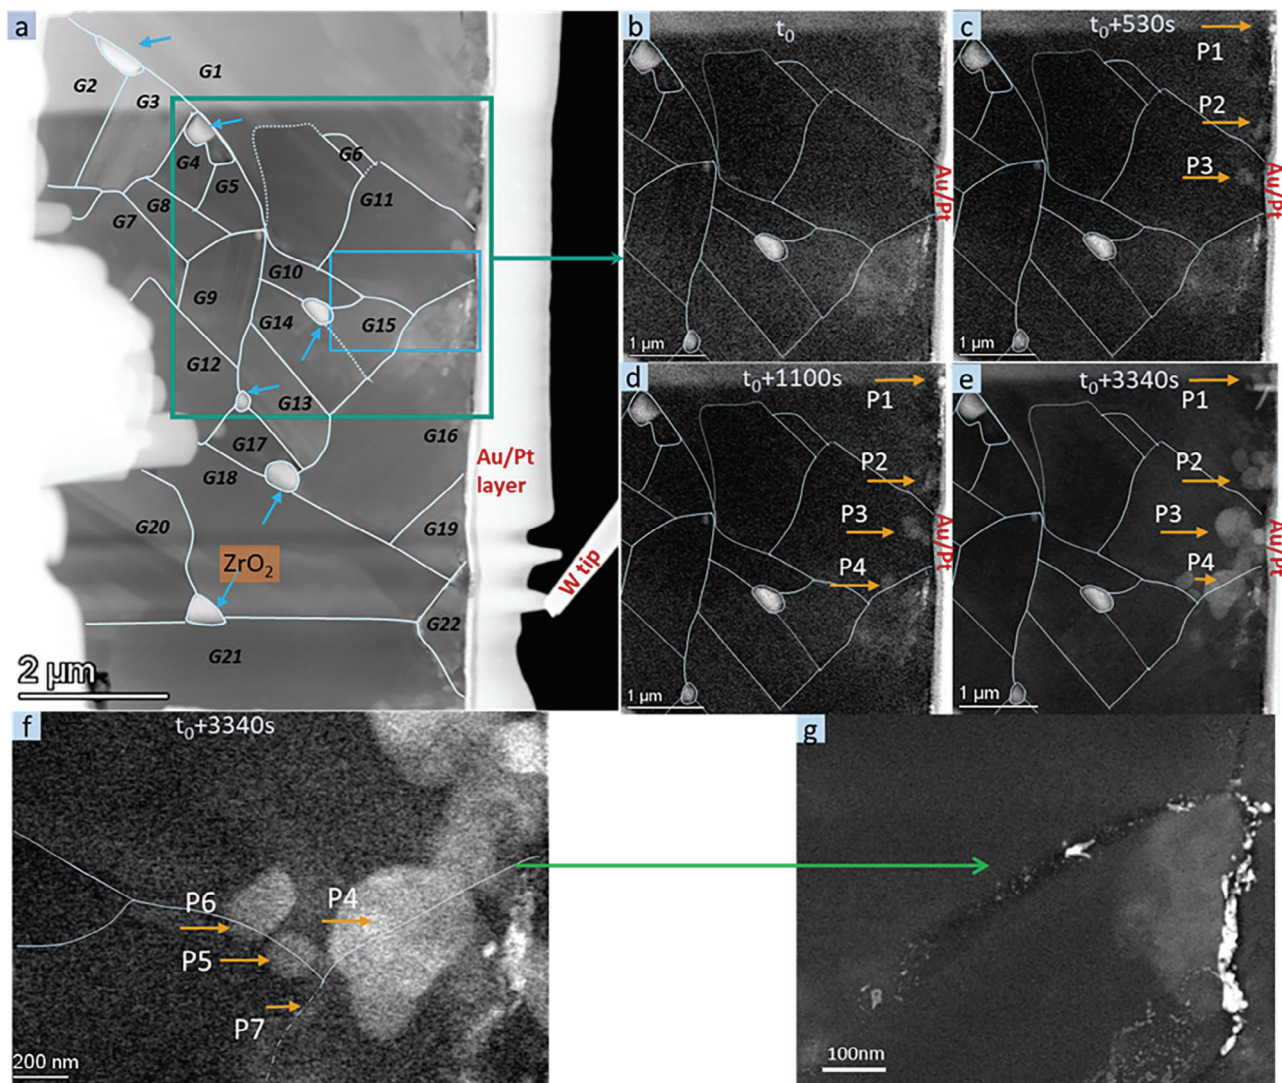 a
G1
G2
G3
G4
G5
G6
G7
G8
G11
G10
G9
G14
G15
G12
G13
G17
G16
G18
Au/Pt
layer
G20
G19
ZrO₂
W tip
G22
G21
2 µm
b
t₀
Au/Pt
1 µm
c
t₀+530s
P1
P2
P3
Au/Pt
1 µm
d
t₀+1100s
P1
P2
P3
P4
Au/Pt
1 µm
e
t₀+3340s
P1
P2
P3
P4
Au/Pt
1 µm
f
t₀+3340s
P6
P4
P5
P7
200 nm
g
100nm